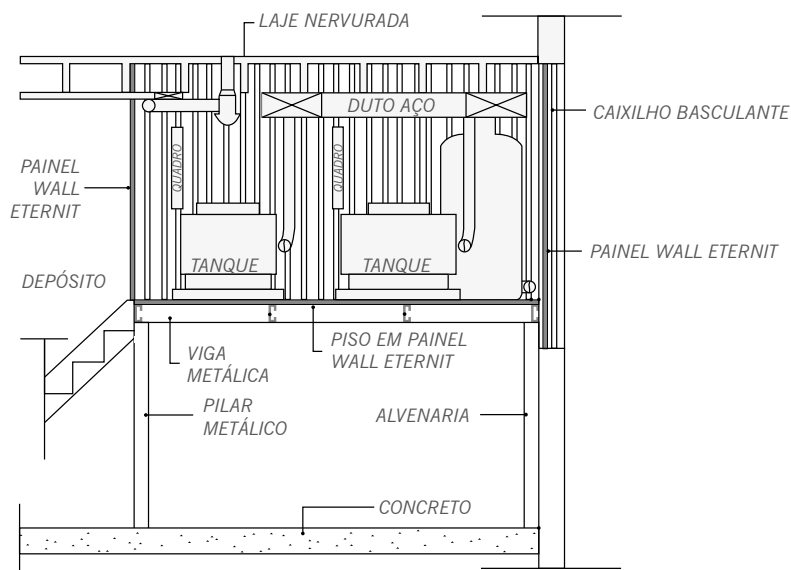 LAJE NERVURADA
DUTO AÇO
CAIXILHO BASCULANTE
QUADRO
QUADRO
PAINEL
WALL
ETERNIT
PAINEL WALL ETERNIT
TANQUE
TANQUE
DEPÓSITO
VIGA
METÁLICA
PISO EM PAINEL
WALL ETERNIT
PILAR
METÁLICO
ALVENARIA
CONCRETO